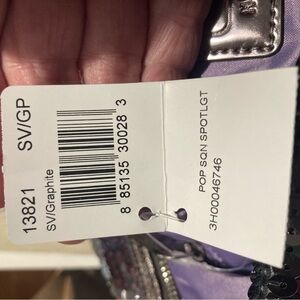 13821 SV/GP
SV/Graphite
8 85135 30028 3
POP SQN SPOTLGT
3H00046746